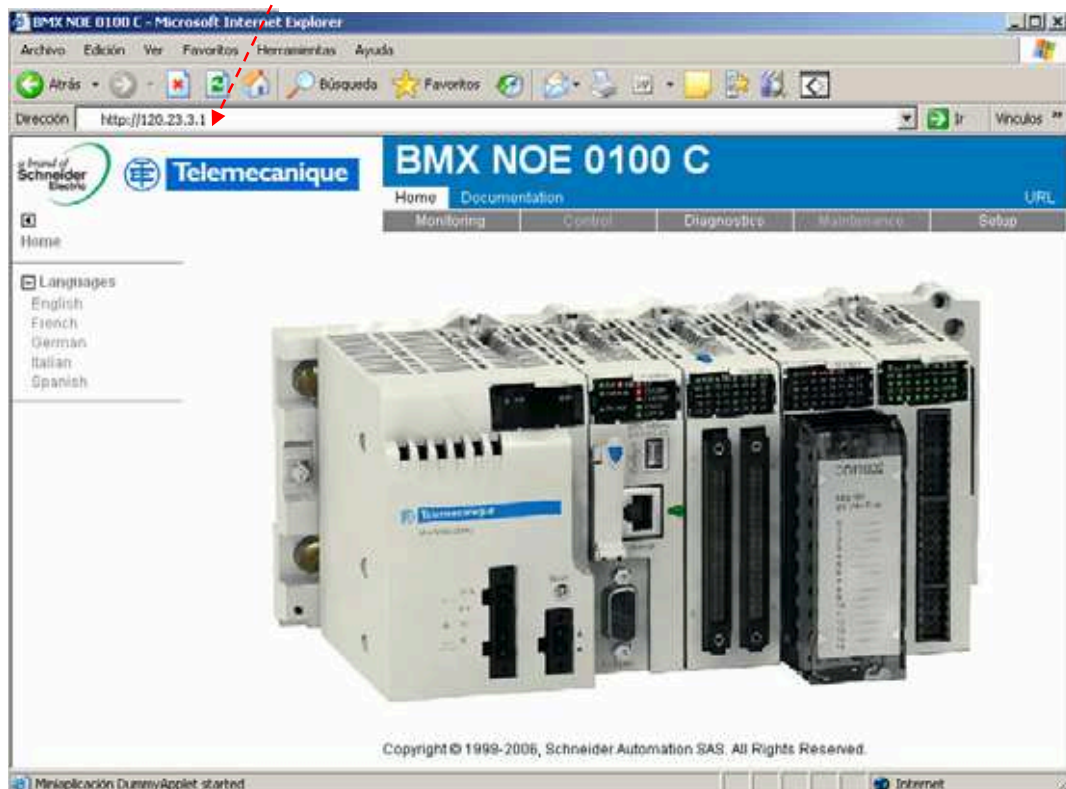 BMX NOE 0100 C - Microsoft Internet Explorer
Archivo Edición Ver Favoritos Herramientas Ayuda
Atrás Búsqueda Favoritos
Dirección http://120.23.3.1 Ir Vínculos »
a brand of
Schneider
Electric
Telemecanique
BMX NOE 0100 C
Home Documentation URL
Monitoring Control Diagnostics Maintenance Setup
Home
Languages
English
French
German
Italian
Spanish
Telemecanique
Copyright © 1998-2006, Schneider Automation SAS. All Rights Reserved.
Miniaplicación DummyApplet started Internet